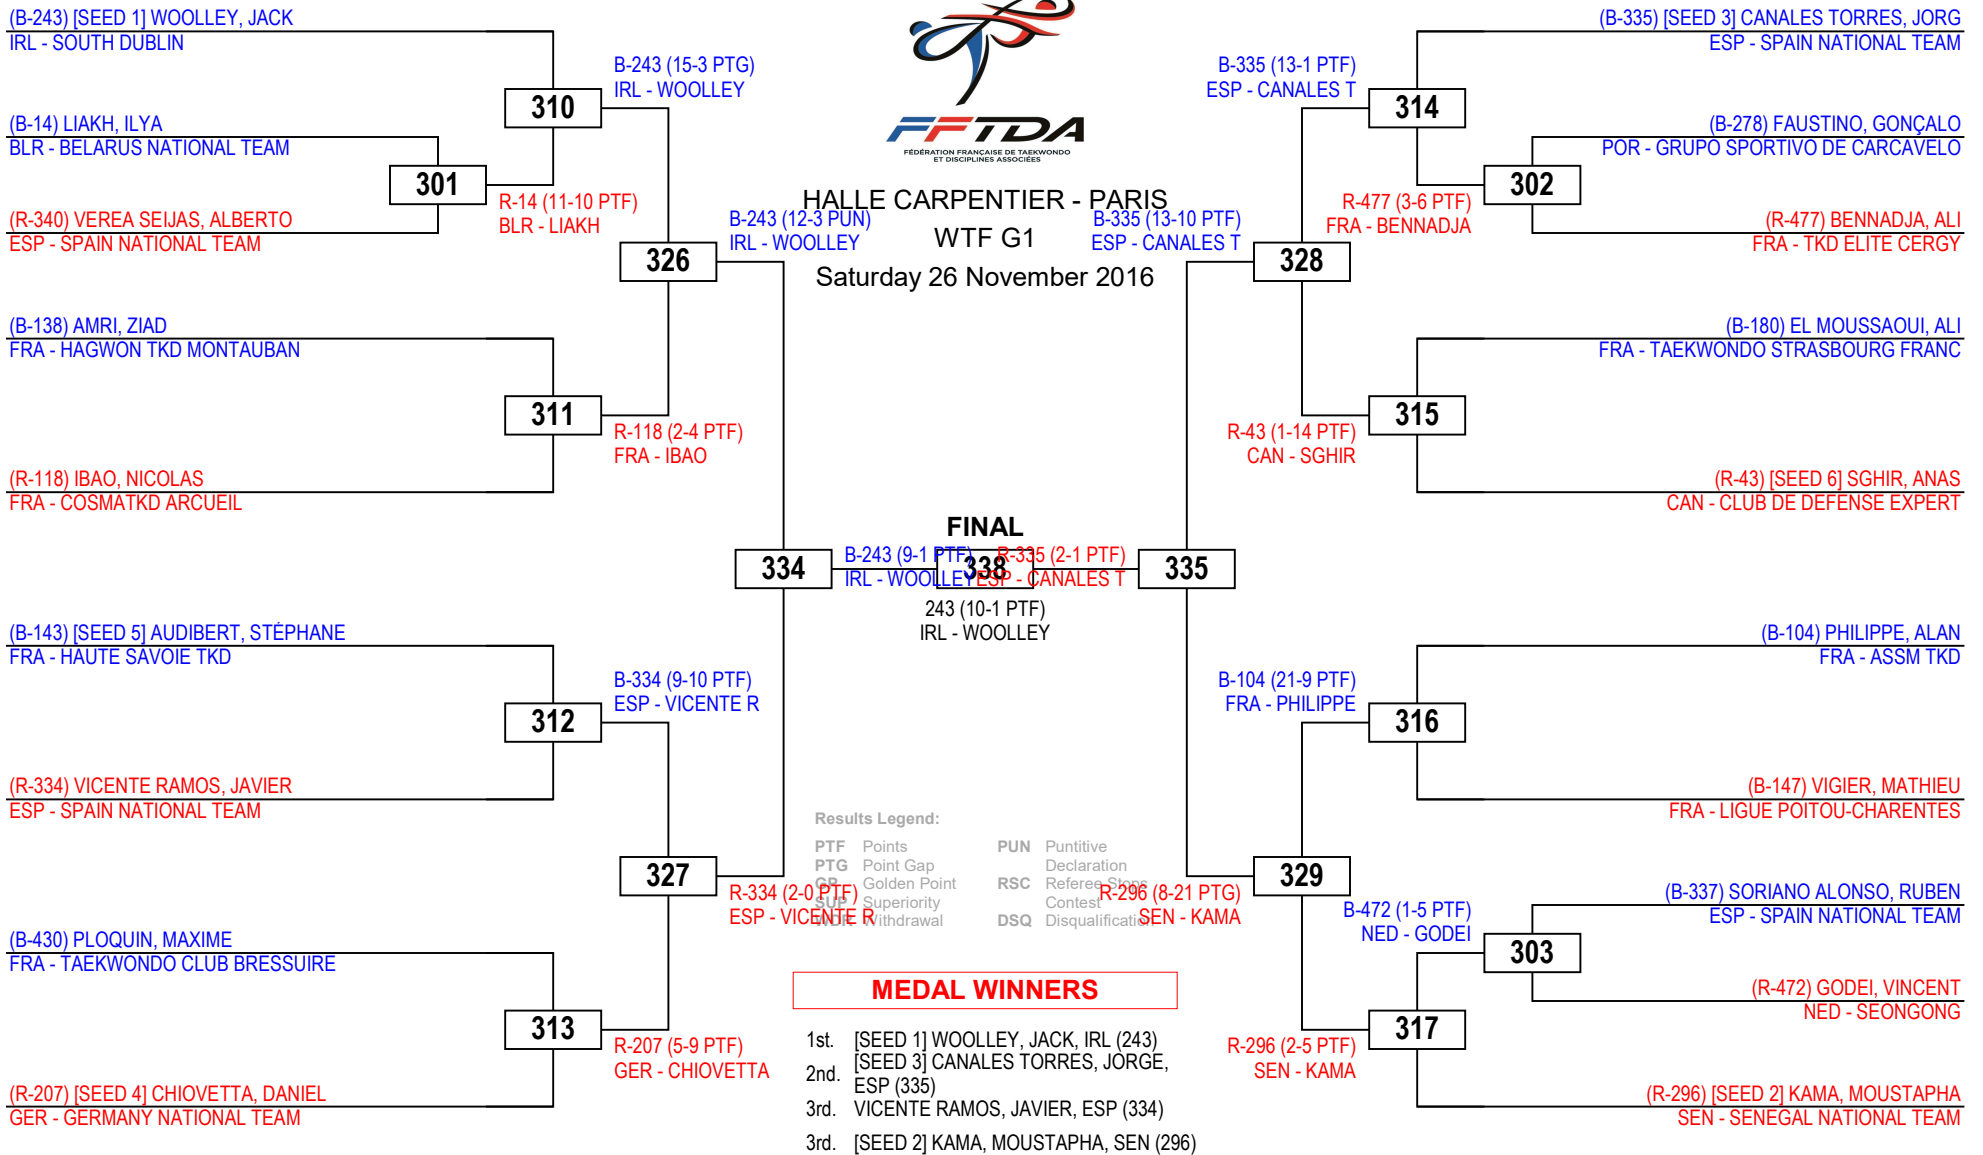 (B-243) [SEED 1] WOOLLEY, JACK
IRL - SOUTH DUBLIN
(B-14) LIAKH, ILYA
BLR - BELARUS NATIONAL TEAM
(R-340) VEREA SEIJAS, ALBERTO
ESP - SPAIN NATIONAL TEAM
(B-138) AMRI, ZIAD
FRA - HAGWON TKD MONTAUBAN
(R-118) IBAO, NICOLAS
FRA - COSMATKD ARCUEIL
(B-143) [SEED 5] AUDIBERT, STÉPHANE
FRA - HAUTE SAVOIE TKD
(R-334) VICENTE RAMOS, JAVIER
ESP - SPAIN NATIONAL TEAM
(B-430) PLOQUIN, MAXIME
FRA - TAEKWONDO CLUB BRESSUIRE
(R-207) [SEED 4] CHIOVETTA, DANIEL
GER - GERMANY NATIONAL TEAM
301
R-14 (11-10 PTF)
BLR - LIAKH
310
B-243 (15-3 PTG)
IRL - WOOLLEY
311
R-118 (2-4 PTF)
FRA - IBAO
312
B-334 (9-10 PTF)
ESP - VICENTE R
313
R-207 (5-9 PTF)
GER - CHIOVETTA
326
B-243 (12-3 PUN)
IRL - WOOLLEY
327
R-334 (2-0 PTF)
ESP - VICENTE R
334
B-243 (9-1 PTF)
IRL - WOOLLEY
FFTDA
FÉDÉRATION FRANÇAISE DE TAEKWONDO
ET DISCIPLINES ASSOCIÉES
HALLE CARPENTIER - PARIS
WTF G1
Saturday 26 November 2016
FINAL
338
243 (10-1 PTF)
IRL - WOOLLEY
R-335 (2-1 PTF)
ESP - CANALES T
335
B-335 (13-10 PTF)
ESP - CANALES T
328
R-296 (8-21 PTG)
SEN - KAMA
329
B-335 (13-1 PTF)
ESP - CANALES T
314
R-43 (1-14 PTF)
CAN - SGHIR
315
B-104 (21-9 PTF)
FRA - PHILIPPE
316
R-296 (2-5 PTF)
SEN - KAMA
317
R-477 (3-6 PTF)
FRA - BENNADJA
302
B-472 (1-5 PTF)
NED - GODEI
303
(B-335) [SEED 3] CANALES TORRES, JORG
ESP - SPAIN NATIONAL TEAM
(B-278) FAUSTINO, GONÇALO
POR - GRUPO SPORTIVO DE CARCAVELO
(R-477) BENNADJA, ALI
FRA - TKD ELITE CERGY
(B-180) EL MOUSSAOUI, ALI
FRA - TAEKWONDO STRASBOURG FRANC
(R-43) [SEED 6] SGHIR, ANAS
CAN - CLUB DE DEFENSE EXPERT
(B-104) PHILIPPE, ALAN
FRA - ASSM TKD
(B-147) VIGIER, MATHIEU
FRA - LIGUE POITOU-CHARENTES
(B-337) SORIANO ALONSO, RUBEN
ESP - SPAIN NATIONAL TEAM
(R-472) GODEI, VINCENT
NED - SEONGONG
(R-296) [SEED 2] KAMA, MOUSTAPHA
SEN - SENEGAL NATIONAL TEAM
Results Legend:
PTF Points
PTG Point Gap
GP Golden Point
SUP Superiority
WDR Withdrawal
PUN Puntitive
Declaration
RSC Referee Stops
Contest
DSQ Disqualification
MEDAL WINNERS
1st. [SEED 1] WOOLLEY, JACK, IRL (243)
2nd. [SEED 3] CANALES TORRES, JORGE,
ESP (335)
3rd. VICENTE RAMOS, JAVIER, ESP (334)
3rd. [SEED 2] KAMA, MOUSTAPHA, SEN (296)